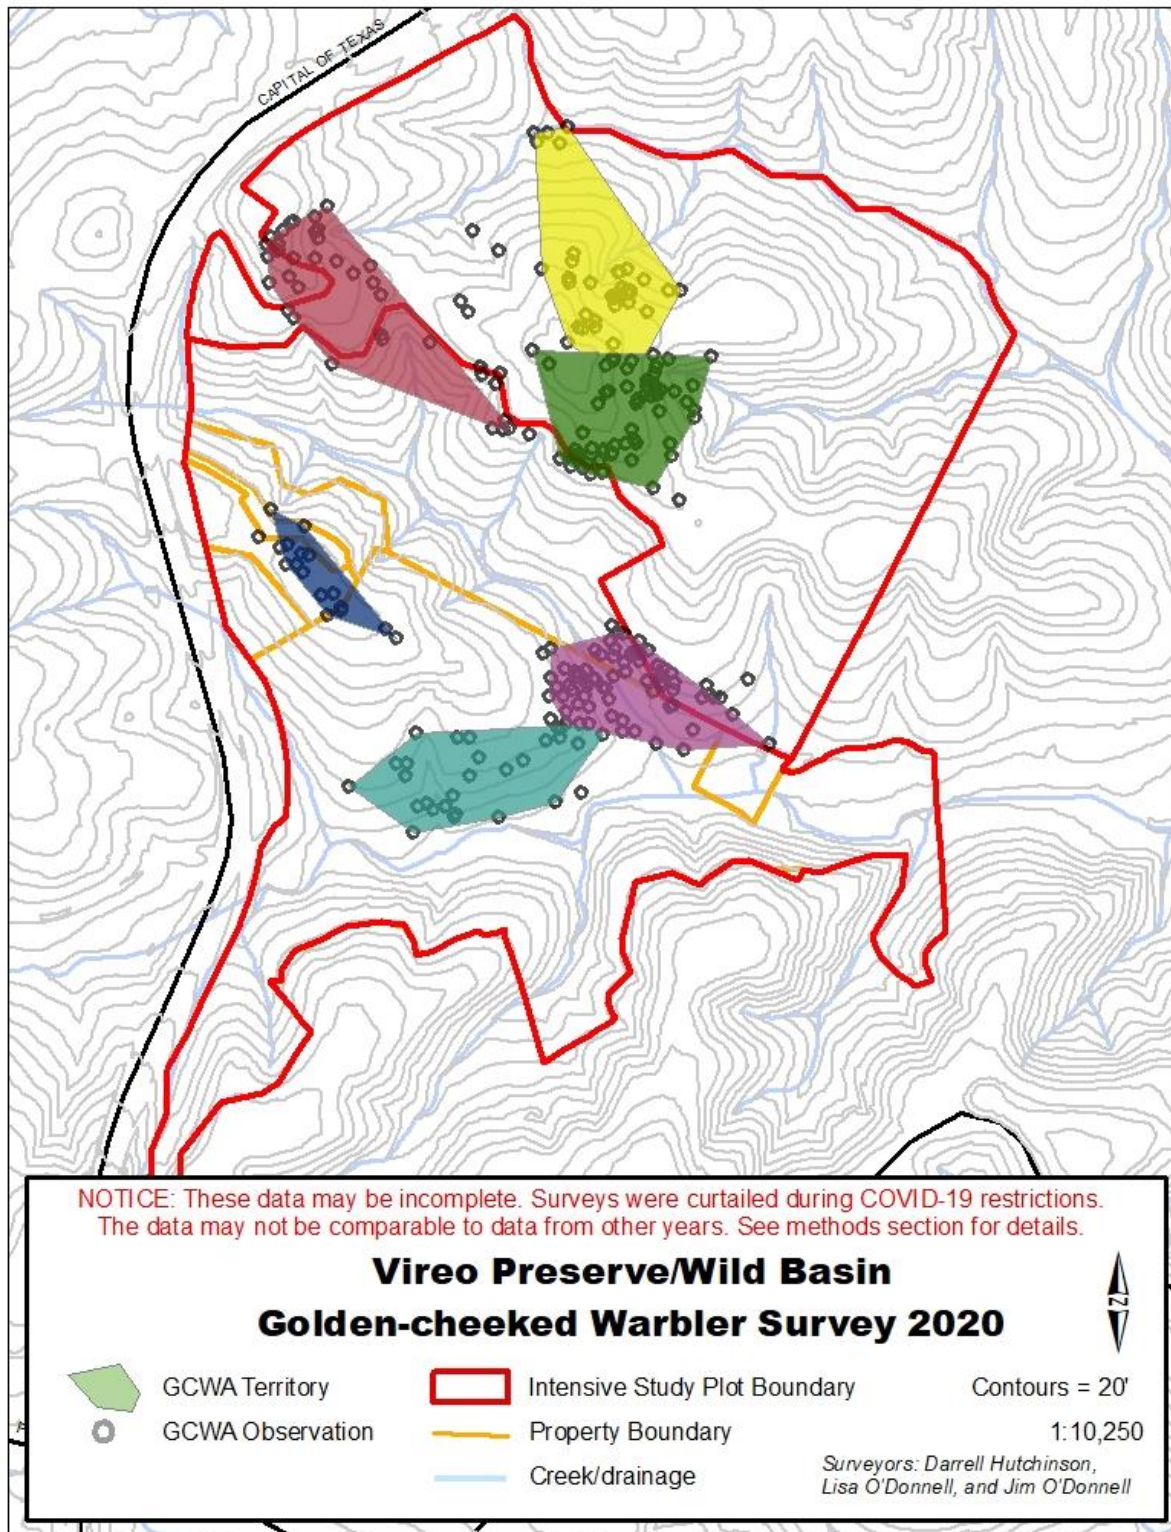 CAPITAL OF TEXAS
NOTICE: These data may be incomplete. Surveys were curtailed during COVID-19 restrictions.
The data may not be comparable to data from other years. See methods section for details.
Vireo Preserve/Wild Basin
Golden-cheeked Warbler Survey 2020
N
GCWA Territory
Intensive Study Plot Boundary
Contours = 20'
GCWA Observation
Property Boundary
1:10,250
Creek/drainage
Surveyors: Darrell Hutchinson,
Lisa O'Donnell, and Jim O'Donnell